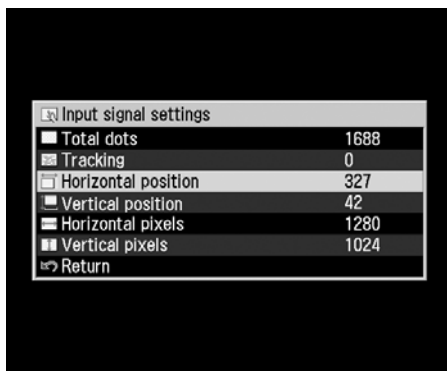 Input signal settings
Total dots 1688
Tracking 0
Horizontal position 327
Vertical position 42
Horizontal pixels 1280
Vertical pixels 1024
Return